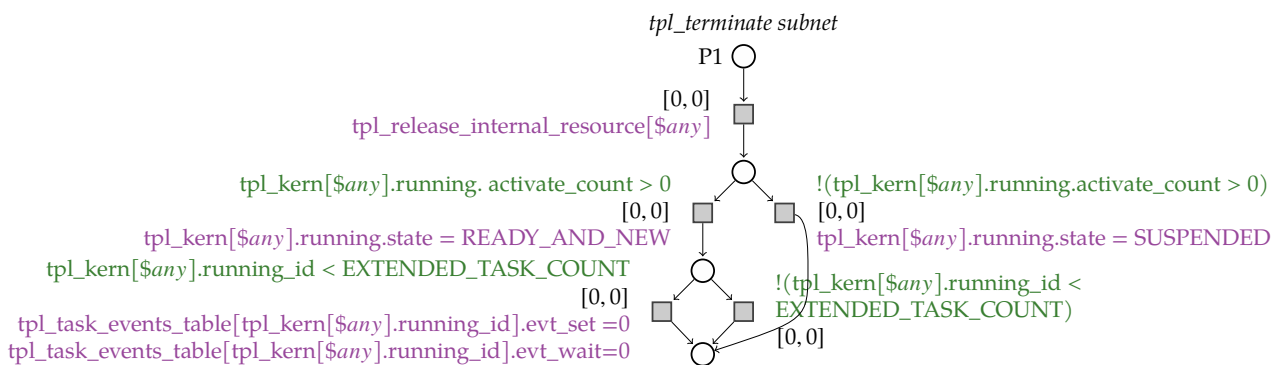 tpl_terminate subnet
P1
[0, 0]
tpl_release_internal_resource[$any]
tpl_kern[$any].running. activate_count > 0
!(tpl_kern[$any].running.activate_count > 0)
[0, 0]
[0, 0]
tpl_kern[$any].running.state = READY_AND_NEW
tpl_kern[$any].running.state = SUSPENDED
tpl_kern[$any].running_id < EXTENDED_TASK_COUNT
!(tpl_kern[$any].running_id <
EXTENDED_TASK_COUNT)
[0, 0]
[0, 0]
tpl_task_events_table[tpl_kern[$any].running_id].evt_set =0
tpl_task_events_table[tpl_kern[$any].running_id].evt_wait=0